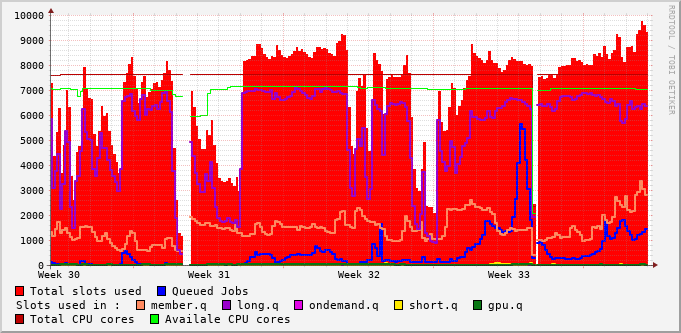 RRDTOOL / TOBI OETIKER
10000
9000
8000
7000
6000
5000
4000
3000
2000
1000
0
Week 30 Week 31 Week 32 Week 33
Total slots used Queued Jobs
Slots used in : member.q long.q ondemand.q short.q gpu.q
Total CPU cores Availale CPU cores